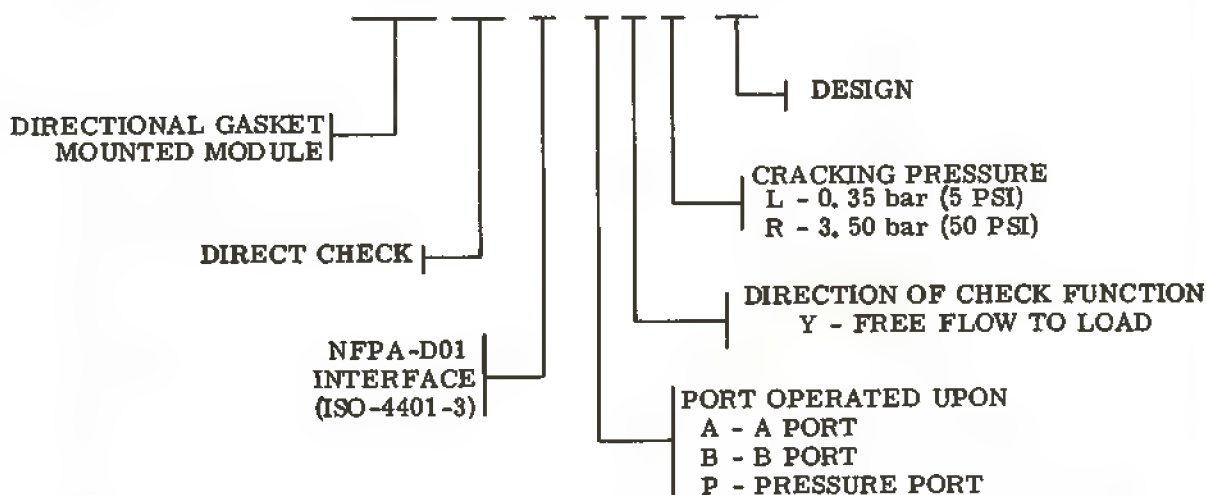 DESIGN
DIRECTIONAL GASKET
MOUNTED MODULE
CRACKING PRESSURE
L - 0.35 bar (5 PSI)
R - 3.50 bar (50 PSI)
DIRECT CHECK
DIRECTION OF CHECK FUNCTION
Y - FREE FLOW TO LOAD
NFPA-D01
INTERFACE
(ISO-4401-3)
PORT OPERATED UPON
A - A PORT
B - B PORT
P - PRESSURE PORT